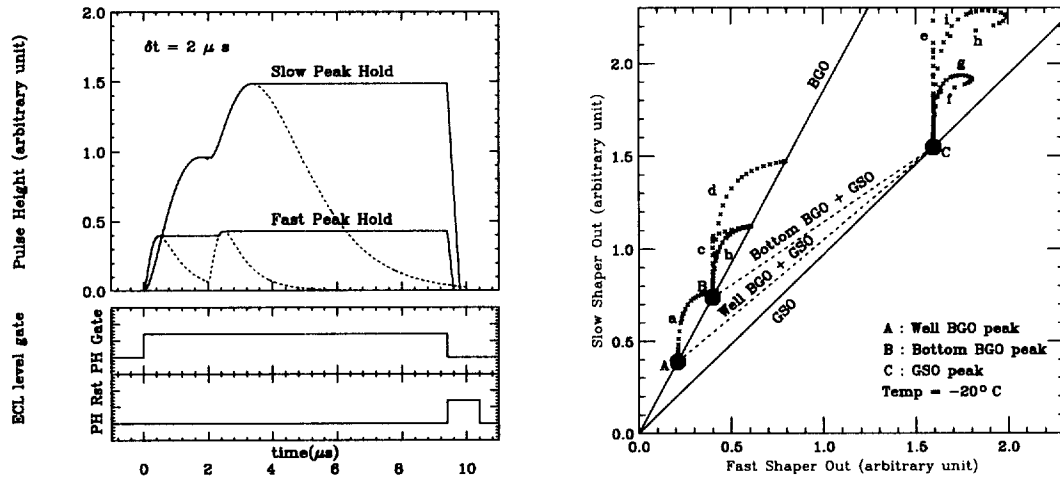 Pulse Height (arbitrary unit)
2.0
1.5
1.0
0.5
0.0
δt = 2 μ s
Slow Peak Hold
Fast Peak Hold
ECL level gate
PH Gate
PH Rst
0
2
4
6
8
10
time(μs)
Slow Shaper Out (arbitrary unit)
2.0
1.5
1.0
0.5
0.0
BGO
Bottom BGO + GSO
Well BGO + GSO
GSO
a
b
c
d
e
f
g
h
i
A
B
C
A : Well BGO peak
B : Bottom BGO peak
C : GSO peak
Temp = −20° C
0.0
0.5
1.0
1.5
2.0
Fast Shaper Out (arbitrary unit)